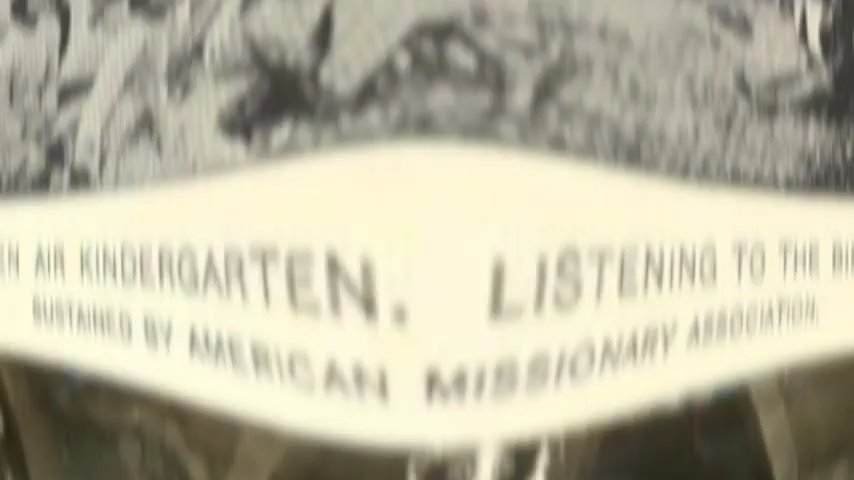 AIR KINDERGARTEN. LISTENING TO THE
SUSTAINED BY AMERICAN MISSIONARY ASSOCIATION.